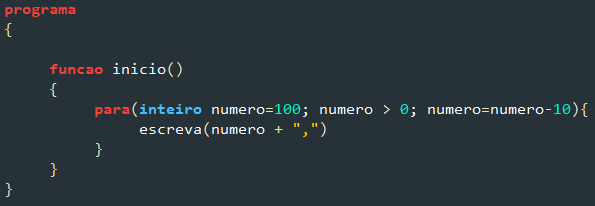 programa
{
funcao inicio()
{
para(inteiro numero=100; numero > 0; numero=numero-10){
escreva(numero + ",")
}
}
}